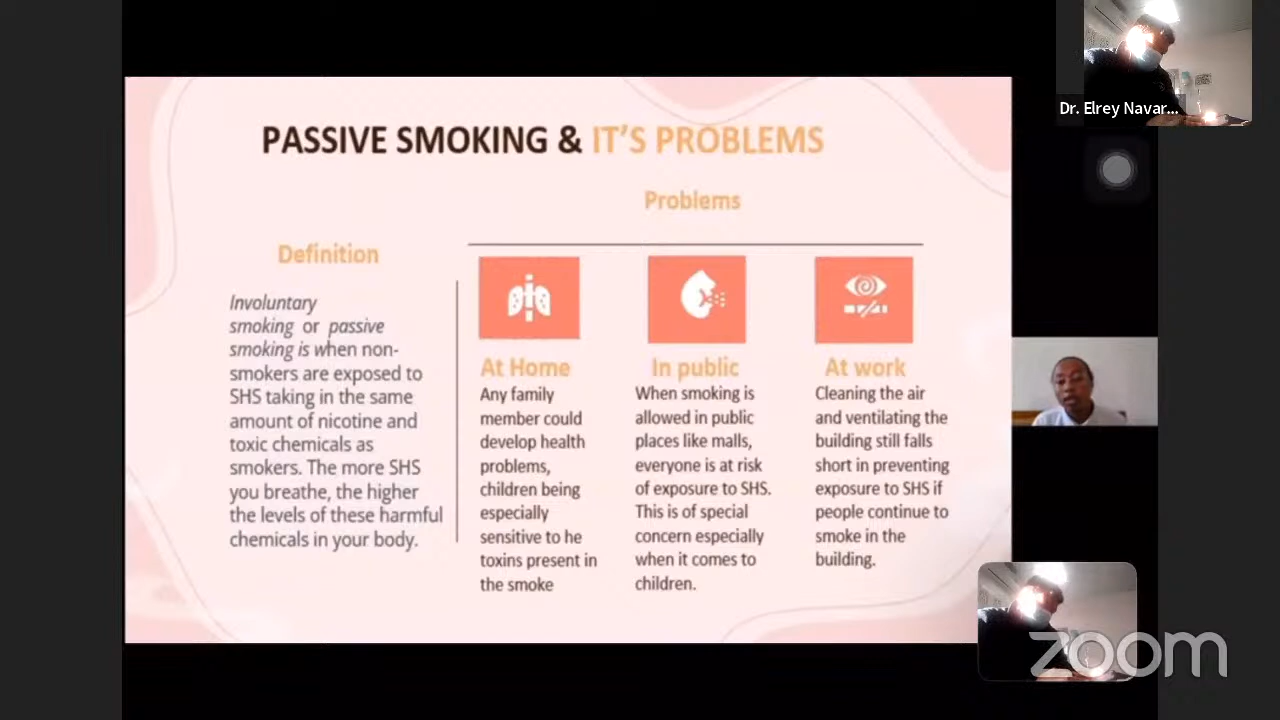 PASSIVE SMOKING & IT'S PROBLEMS
Problems
Definition
Involuntary
smoking or passive
smoking is when non-
smokers are exposed to
SHS taking in the same
amount of nicotine and
toxic chemicals as
smokers. The more SHS
you breathe, the higher
the levels of these harmful
chemicals in your body.
At Home
Any family
member could
develop health
problems,
children being
especially
sensitive to he
toxins present in
the smoke
In public
When smoking is
allowed in public
places like malls,
everyone is at risk
of exposure to SHS.
This is of special
concern especially
when it comes to
children.
At work
Cleaning the air
and ventilating the
building still falls
short in preventing
exposure to SHS if
people continue to
smoke in the
building.
Dr. Elrey Navar...
zoom